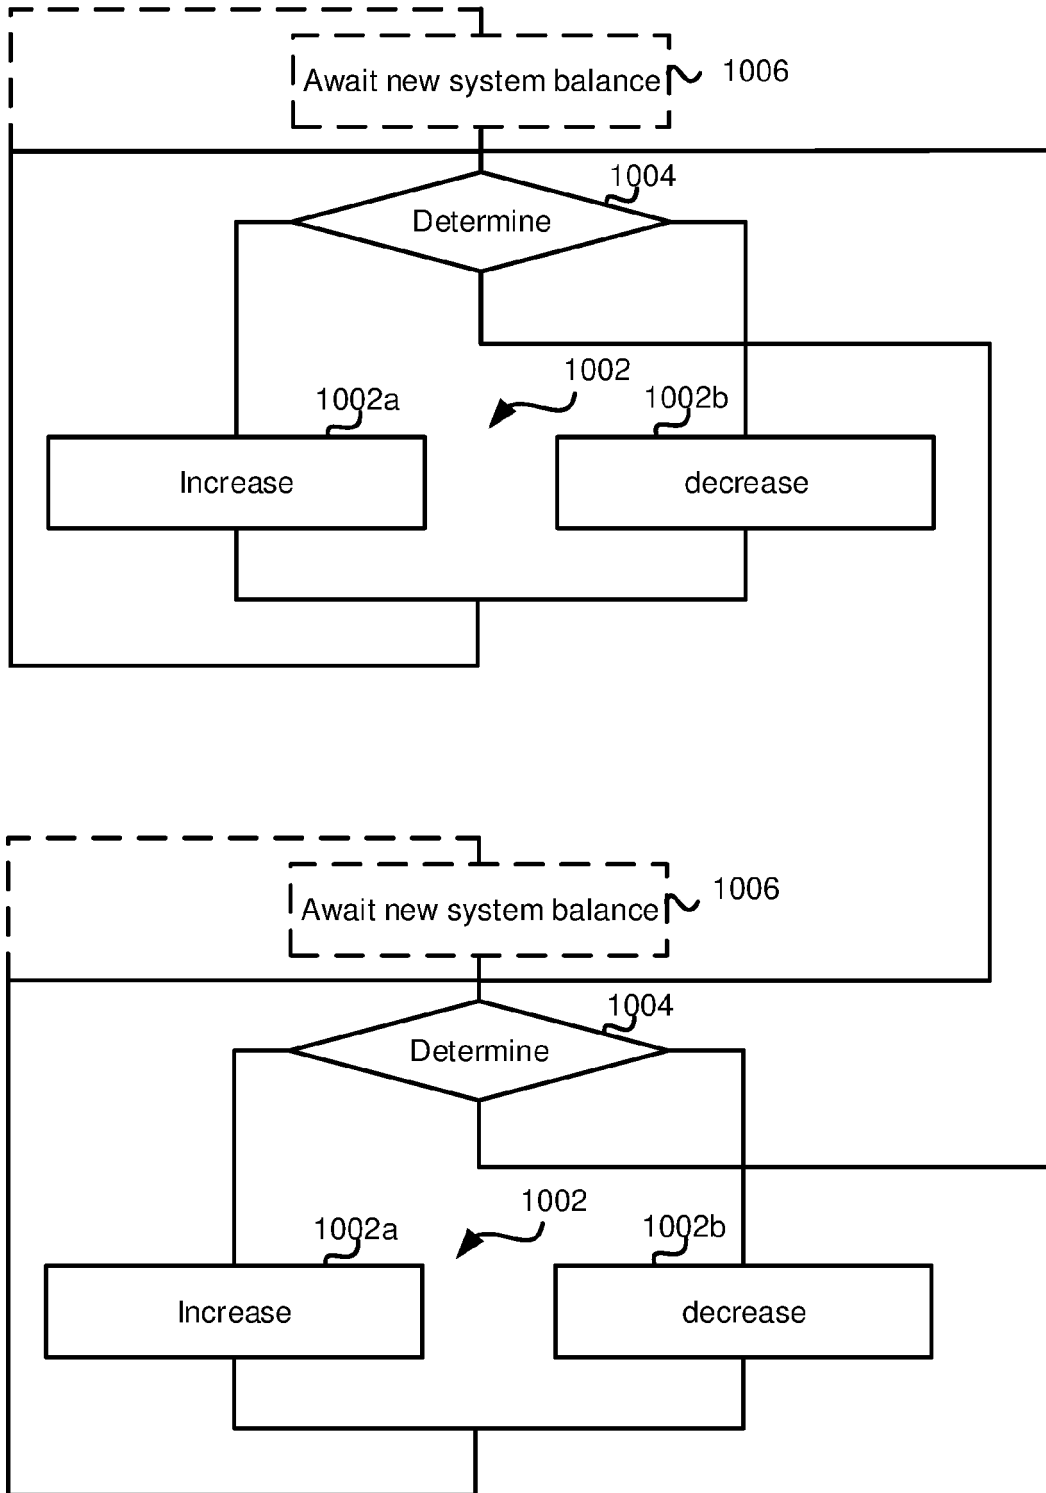 Await new system balance
1006
1004
Determine
1002
1002a
1002b
Increase
decrease
Await new system balance
1006
1004
Determine
1002
1002a
1002b
Increase
decrease